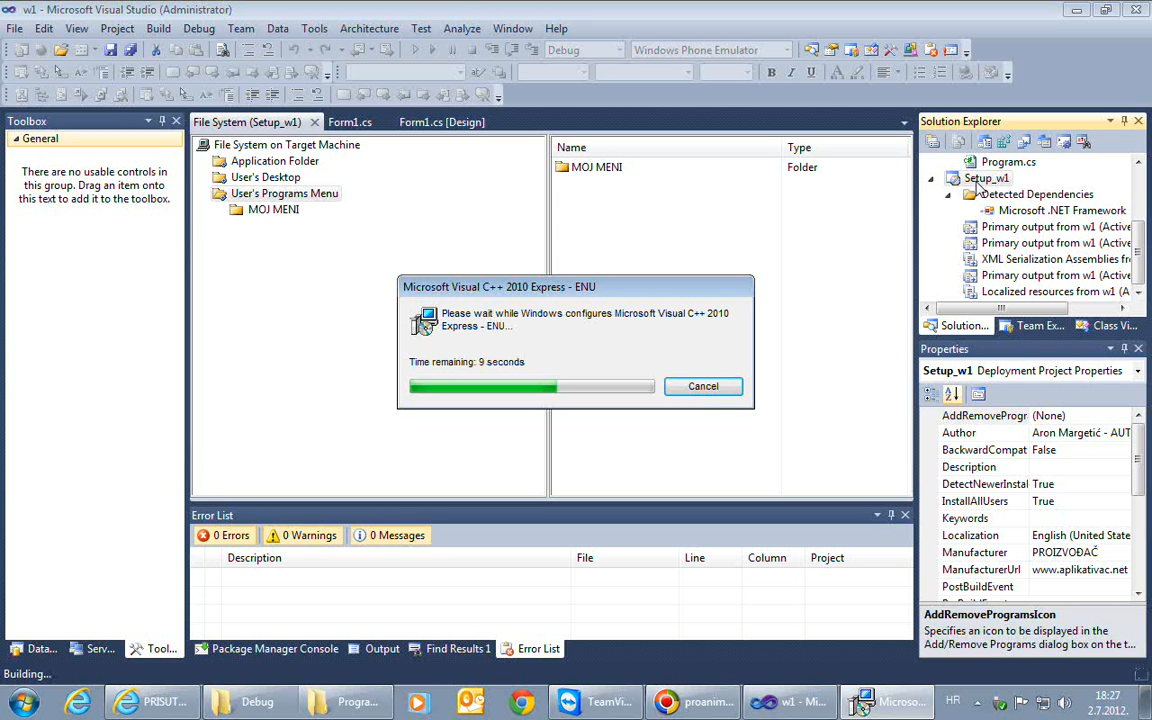 w1 - Microsoft Visual Studio (Administrator)
File Edit View Project Build Debug Team Data Tools Architecture Test Analyze Window Help
Debug Windows Phone Emulator
Toolbox
General
There are no usable controls in
this group. Drag an item onto
this text to add it to the toolbox.
File System (Setup_w1) Form1.cs Form1.cs [Design]
File System on Target Machine
Application Folder
User's Desktop
User's Programs Menu
MOJ MENI
Name Type
MOJ MENI Folder
Microsoft Visual C++ 2010 Express - ENU
Please wait while Windows configures Microsoft Visual C++ 2010
Express - ENU...
Time remaining: 9 seconds
Cancel
Solution Explorer
Program.cs
Setup_w1
Detected Dependencies
Microsoft .NET Framework
Primary output from w1 (Active
Primary output from w1 (Active
XML Serialization Assemblies fr
Primary output from w1 (Active
Localized resources from w1 (A
Solution... Team Ex... Class Vi...
Properties
Setup_w1 Deployment Project Properties
AddRemoveProgr (None)
Author Aron Margetić - AUT
BackwardCompat False
Description
DetectNewerInstal True
InstallAllUsers True
Keywords
Localization English (United State
Manufacturer PROIZVOĐAČ
ManufacturerUrl www.aplikativac.net
PostBuildEvent
AddRemoveProgramsIcon
Specifies an icon to be displayed in the
Add/Remove Programs dialog box on the t...
Error List
0 Errors 0 Warnings 0 Messages
Description File Line Column Project
Data... Serv... Tool... Package Manager Console Output Find Results 1 Error List
Building...
PRISUT... Debug Progra... TeamVi... proanim... w1 - Mi... Microso... HR 18:27
2.7.2012.